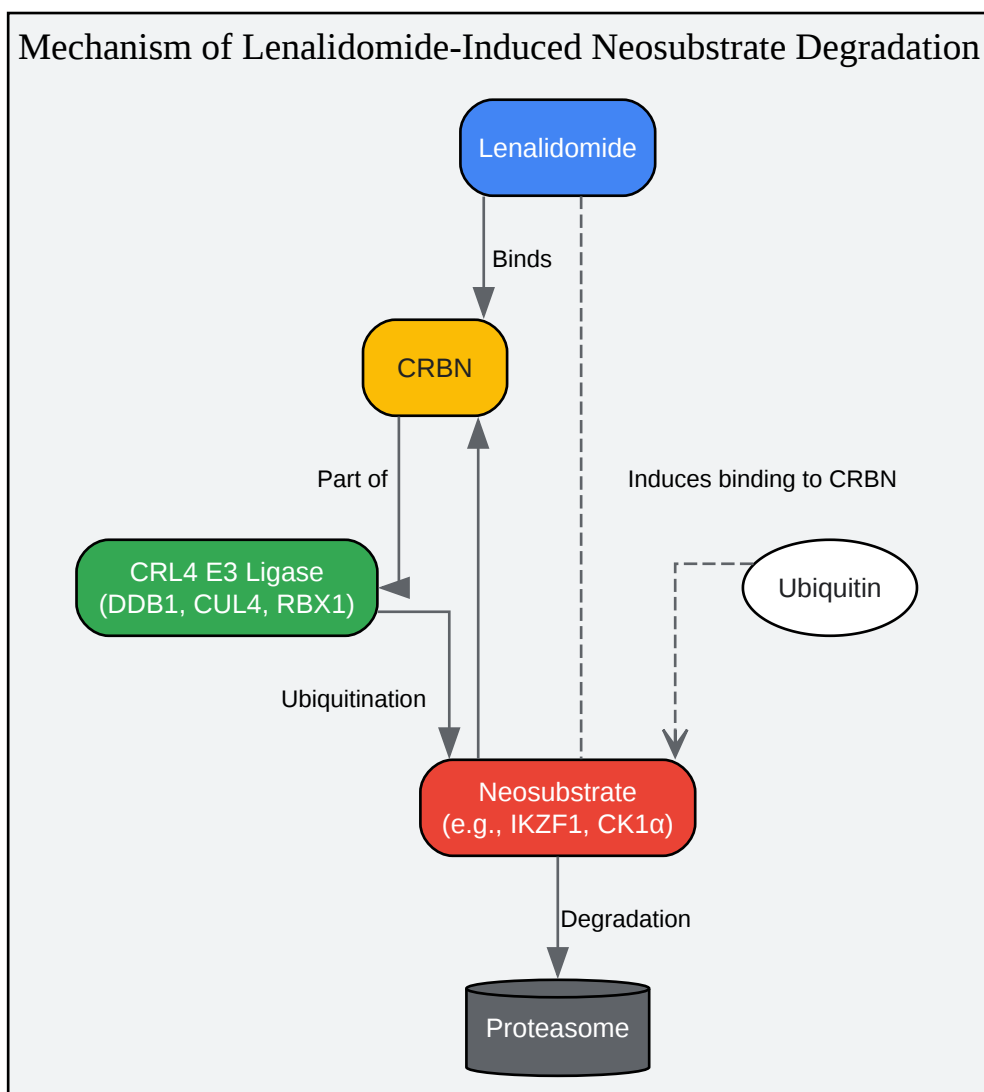 Mechanism of Lenalidomide-Induced Neosubstrate Degradation
Lenalidomide
Binds
CRBN
Part of
Induces binding to CRBN
CRL4 E3 Ligase
(DDB1, CUL4, RBX1)
Ubiquitin
Ubiquitination
Neosubstrate
(e.g., IKZF1, CK1α)
Degradation
Proteasome